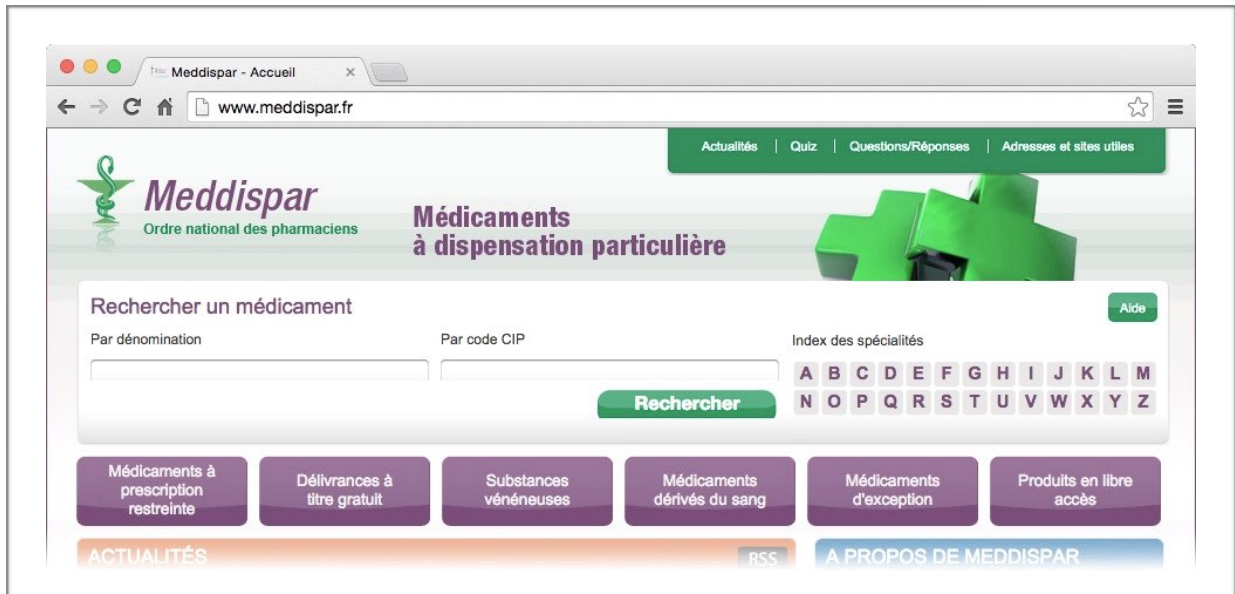 Meddispar - Accueil
www.meddispar.fr
Actualités | Quiz | Questions/Réponses | Adresses et sites utiles
Meddispar
Ordre national des pharmaciens
Médicaments
à dispensation particulière
Rechercher un médicament
Aide
Par dénomination
Par code CIP
Index des spécialités
A B C D E F G H I J K L M
N O P Q R S T U V W X Y Z
Rechercher
Médicaments à
prescription
restreinte
Délivrances à
titre gratuit
Substances
vénéneuses
Médicaments
dérivés du sang
Médicaments
d'exception
Produits en libre
accès
ACTUALITÉS
RSS
A PROPOS DE MEDDISPAR